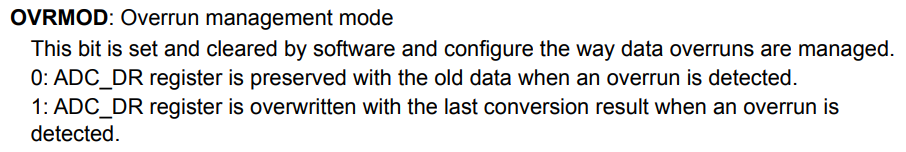 OVRMOD: Overrun management mode
This bit is set and cleared by software and configure the way data overruns are managed.
0: ADC_DR register is preserved with the old data when an overrun is detected.
1: ADC_DR register is overwritten with the last conversion result when an overrun is
detected.